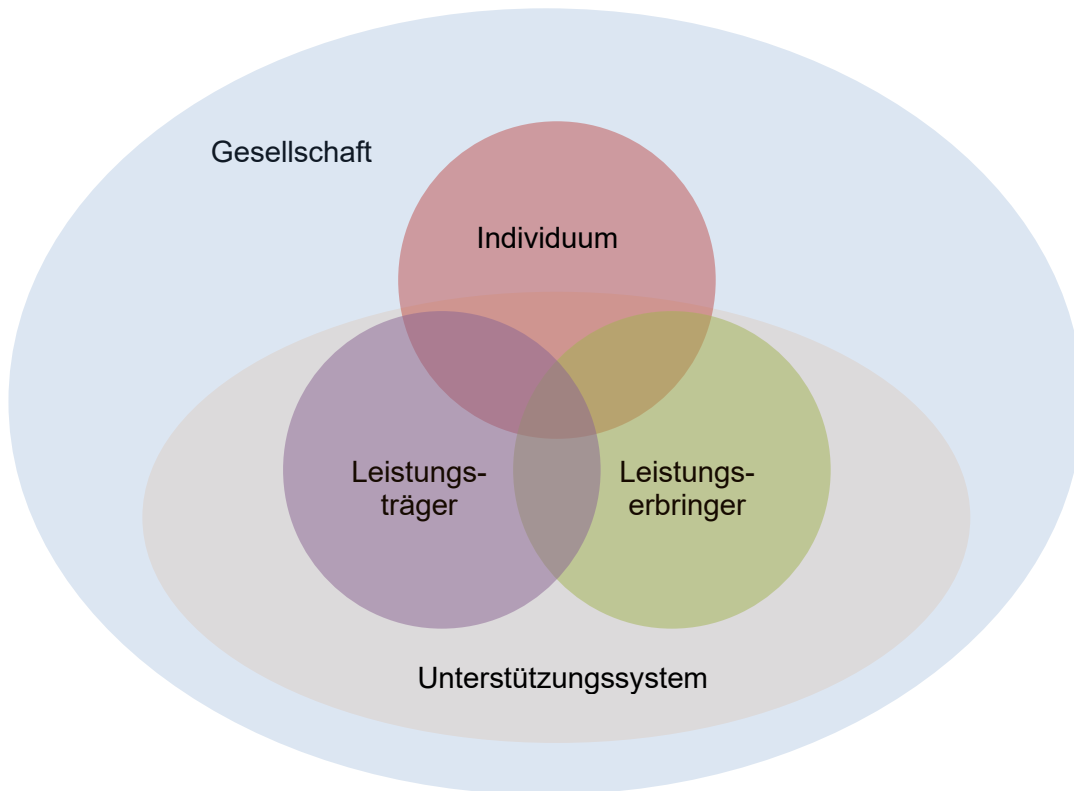 Gesellschaft
Individuum
Leistungs-
träger
Leistungs-
erbringer
Unterstützungssystem